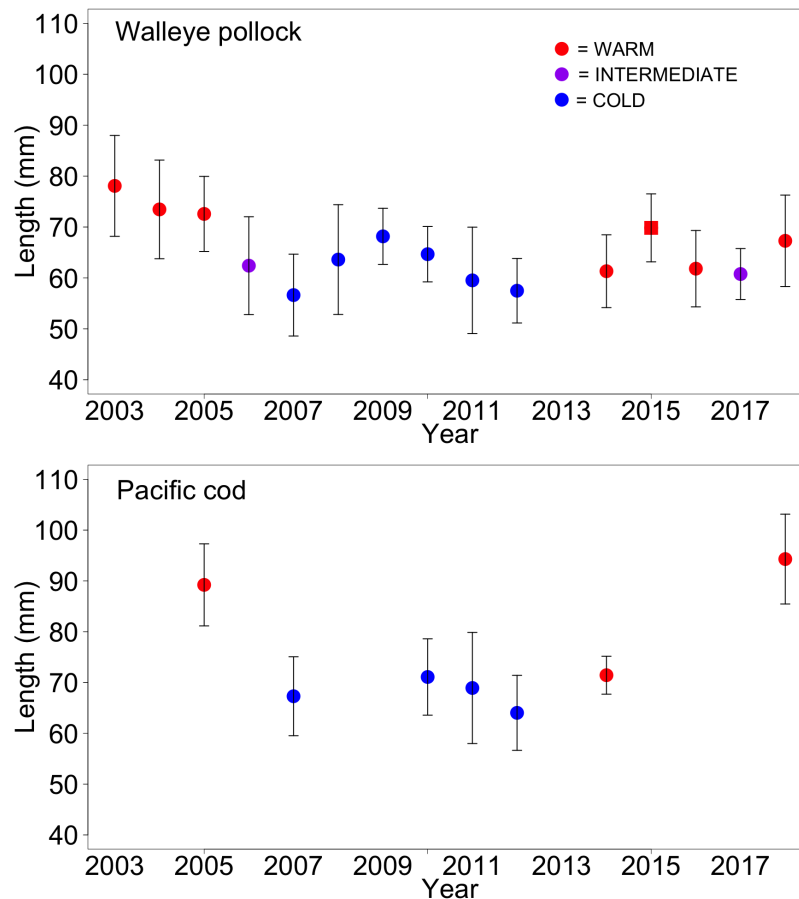 Walleye pollock
= WARM
= INTERMEDIATE
= COLD
110
100
90
80
70
60
50
40
Length (mm)
2003 2005 2007 2009 2011 2013 2015 2017
Year
Pacific cod
110
100
90
80
70
60
50
40
Length (mm)
2003 2005 2007 2009 2011 2013 2015 2017
Year